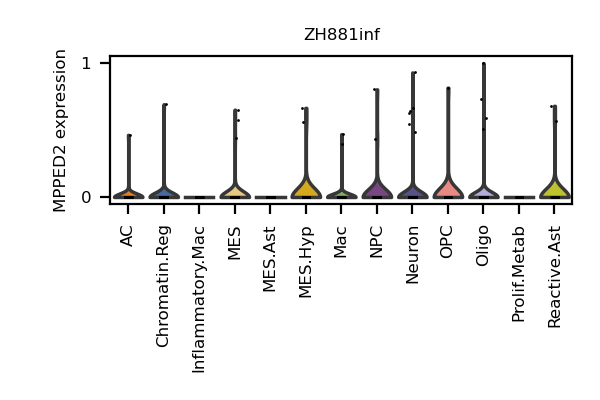 ZH881inf
MPPED2 expression
1
0
AC
Chromatin.Reg
Inflammatory.Mac
MES
MES.Ast
MES.Hyp
Mac
NPC
Neuron
OPC
Oligo
Prolif.Metab
Reactive.Ast